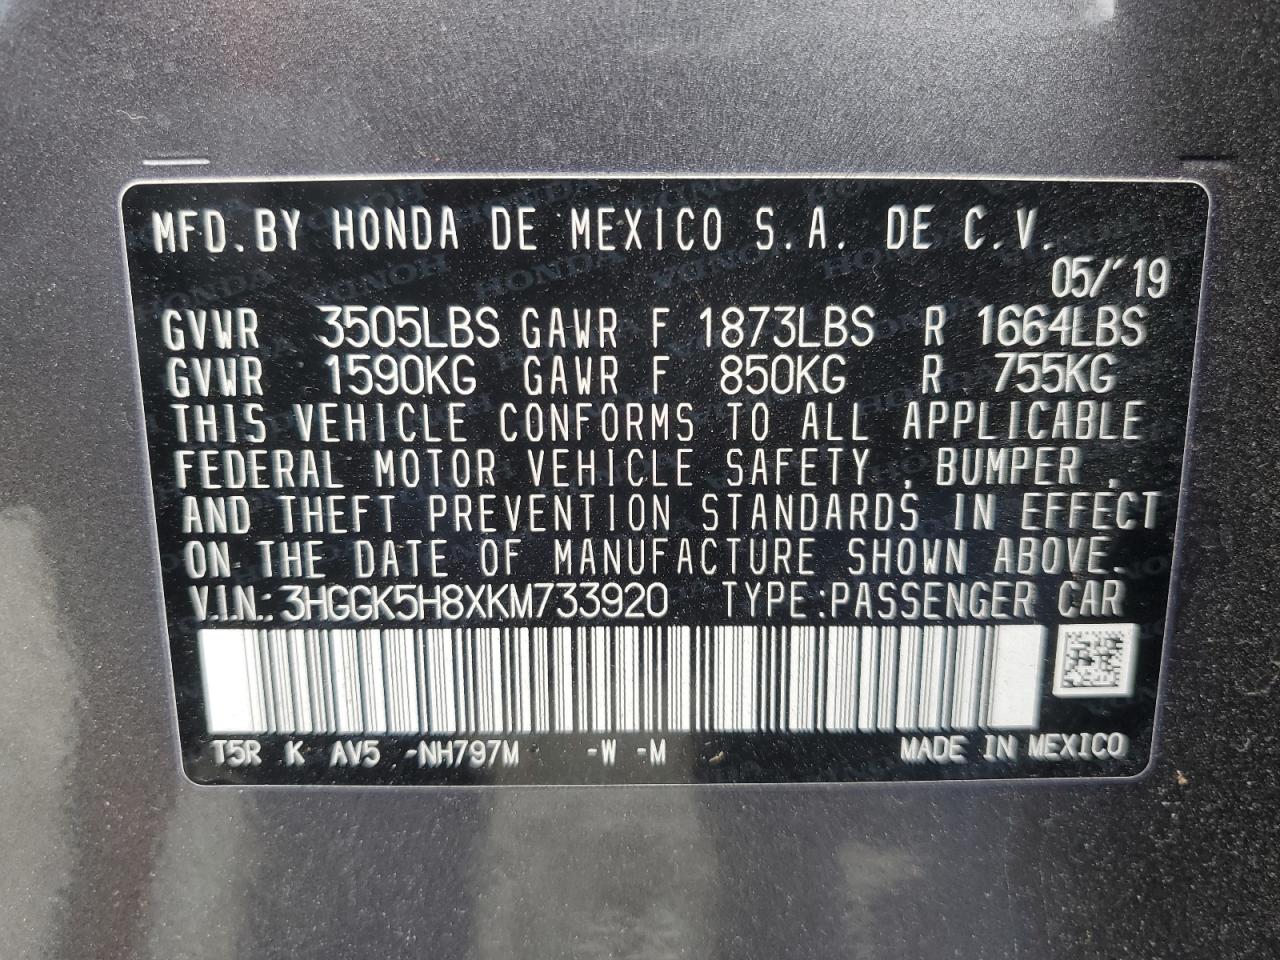 MFD.BY HONDA DE MEXICO S.A. DE C.V.
05/'19
GVWR 3505LBS GAWR F 1873LBS R 1664LBS
GVWR 1590KG GAWR F 850KG R 755KG
THIS VEHICLE CONFORMS TO ALL APPLICABLE
FEDERAL MOTOR VEHICLE SAFETY , BUMPER ,
AND THEFT PREVENTION STANDARDS IN EFFECT
ON THE DATE OF MANUFACTURE SHOWN ABOVE.
V.I.N.:3HGGK5H8XKM733920 TYPE:PASSENGER CAR
T5R K AV5 -NH797M -W -M MADE IN MEXICO